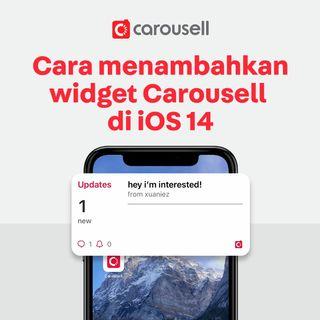 carousell
Cara menambahkan
widget Carousell
di iOS 14
Updates
hey i'm interested!
from xuaniez
1
new
1 0
Carousell